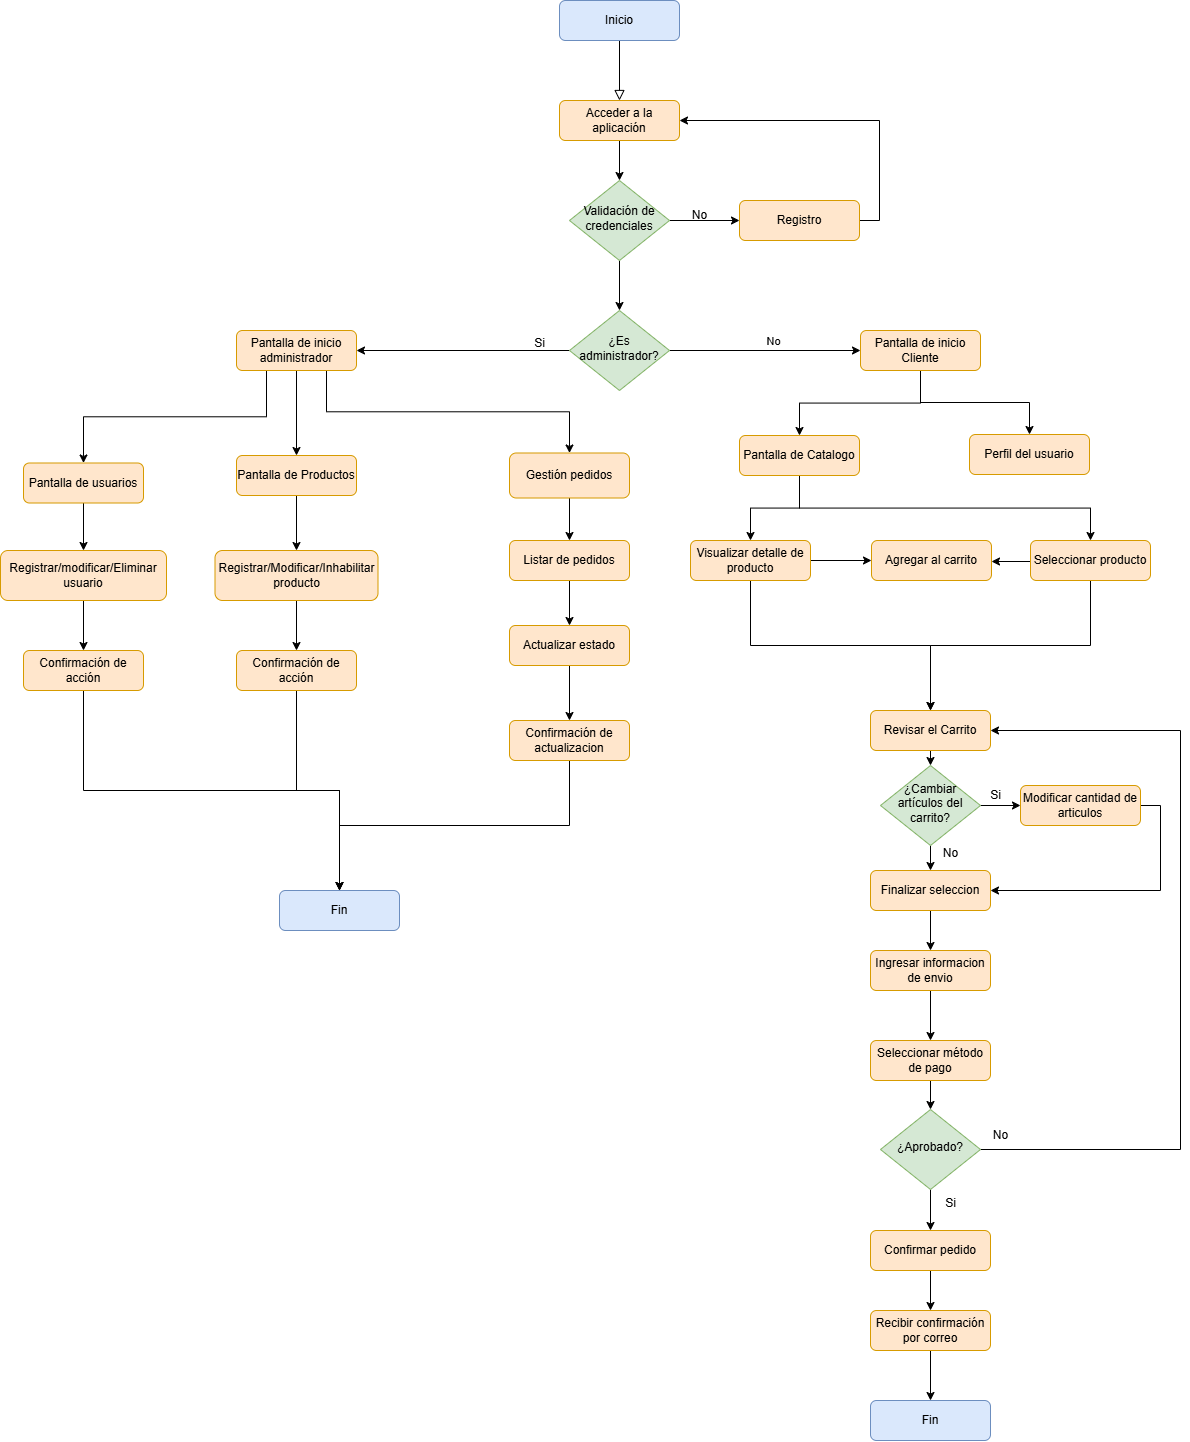 Inicio
Acceder a la
aplicación
Validación de
credenciales
No
Registro
Pantalla de inicio
administrador
Si
¿Es
administrador?
No
Pantalla de inicio
Cliente
Pantalla de usuarios
Pantalla de Productos
Gestión pedidos
Pantalla de Catalogo
Perfil del usuario
Registrar/modificar/Eliminar
usuario
Registrar/Modificar/Inhabilitar
producto
Listar de pedidos
Visualizar detalle de
producto
Agregar al carrito
Seleccionar producto
Confirmación de
acción
Confirmación de
acción
Actualizar estado
Confirmación de
actualizacion
Revisar el Carrito
¿Cambiar
artículos del
carrito?
Si
Modificar cantidad de
articulos
No
Finalizar seleccion
Fin
Ingresar informacion
de envio
Seleccionar método
de pago
¿Aprobado?
No
Si
Confirmar pedido
Recibir confirmación
por correo
Fin